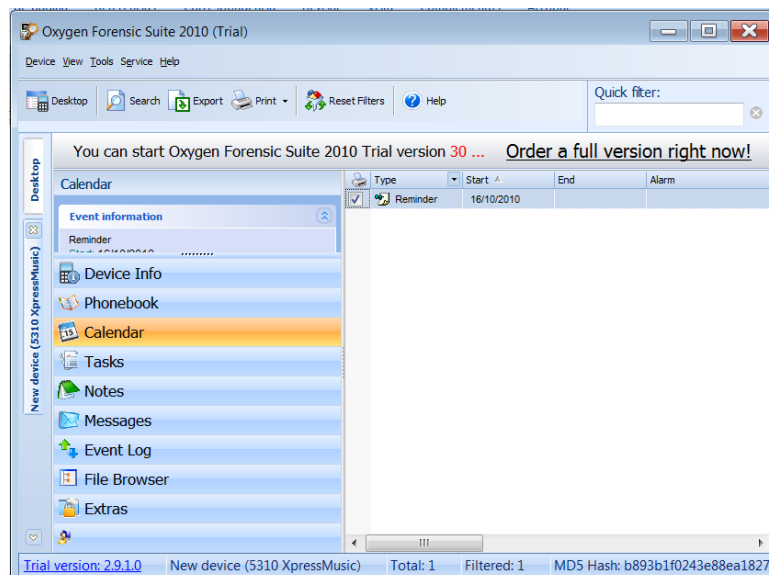 Oxygen Forensic Suite 2010 (Trial)
Device View Tools Service Help
Desktop Search Export Print Reset Filters Help
Quick filter:
You can start Oxygen Forensic Suite 2010 Trial version 30 ... Order a full version right now!
Desktop
New device (5310 XpressMusic)
Calendar
Event information
Reminder
Device Info
Phonebook
Calendar
Tasks
Notes
Messages
Event Log
File Browser
Extras
Type Start End Alarm
Reminder 16/10/2010
Trial version: 2.9.1.0 New device (5310 XpressMusic) Total: 1 Filtered: 1 MD5 Hash: b893b1f0243e88ea1827